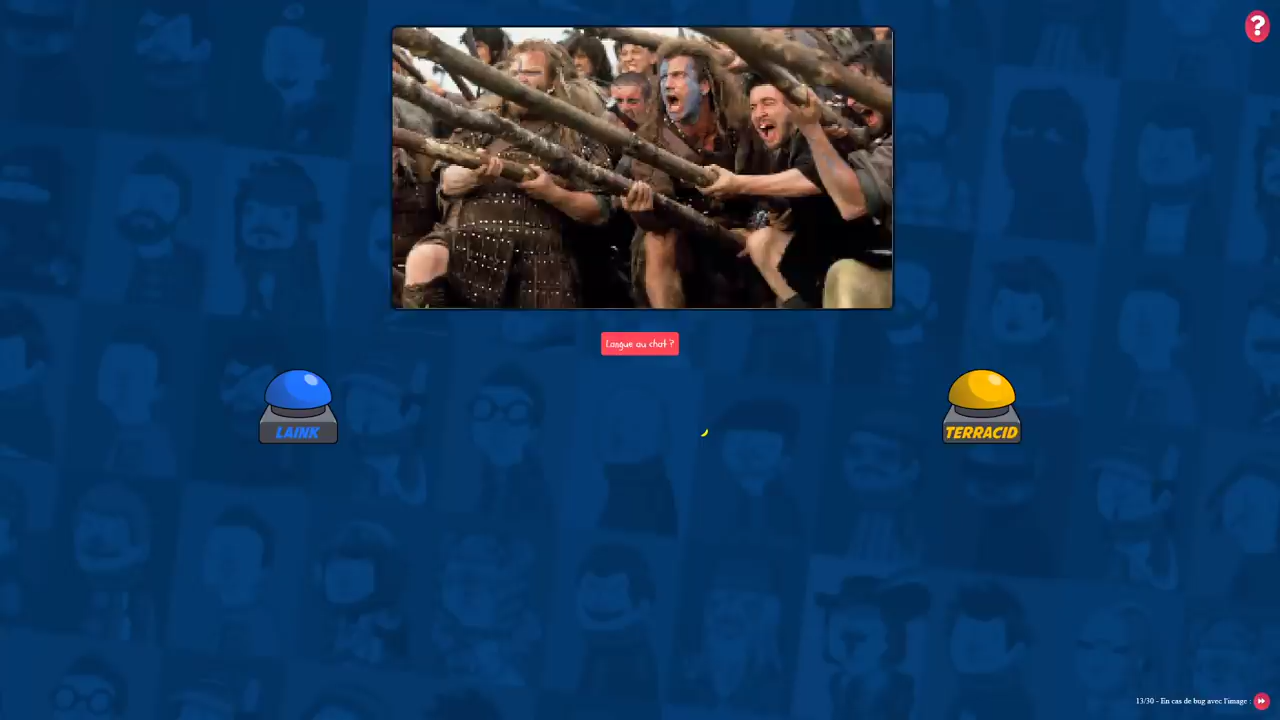 ?
Langue au chat ?
LAINK
TERRACID
13/30 - En cas de bug avec l'image :